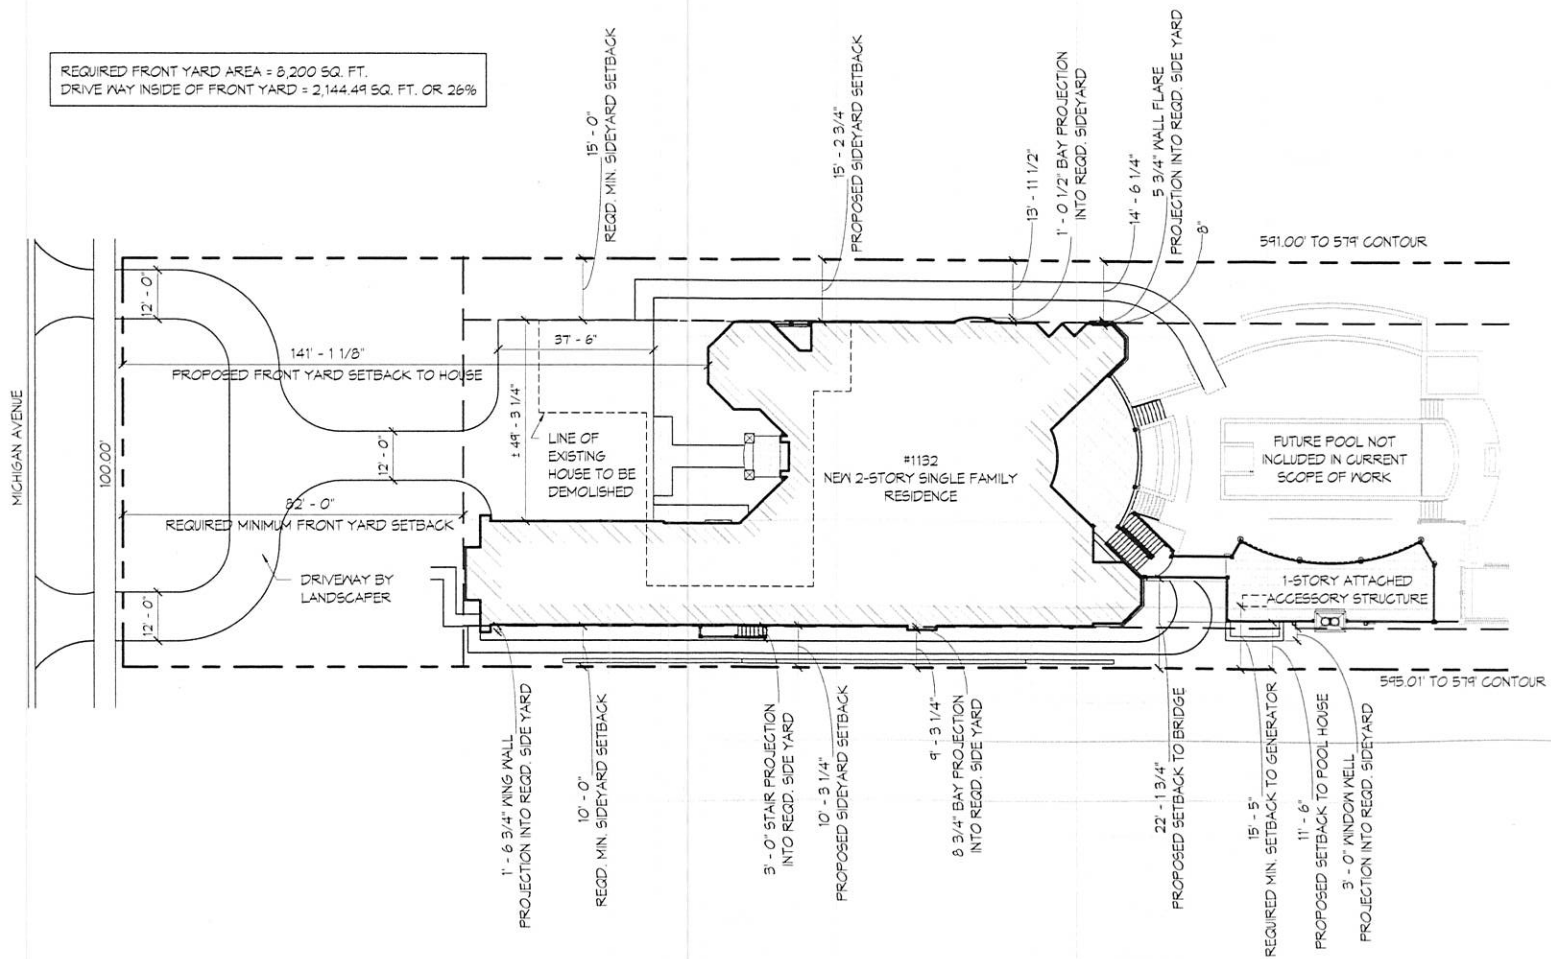 REQUIRED FRONT YARD AREA = 8,200 SQ. FT.
DRIVE WAY INSIDE OF FRONT YARD = 2,144.49 SQ. FT. OR 26%
15' - 0"
REQD. MIN. SIDEYARD SETBACK
15' - 2 3/4"
PROPOSED SIDEYARD SETBACK
13' - 11 1/2"
1' - 0 1/2" BAY PROJECTION
INTO REQD. SIDEYARD
14' - 6 1/4"
5 3/4" WALL FLARE
PROJECTION INTO REQD. SIDE YARD
8"
591.00' TO 579' CONTOUR
MICHIGAN AVENUE
100.00'
12' - 0"
141' - 1 1/8"
PROPOSED FRONT YARD SETBACK TO HOUSE
37' - 6"
± 49' - 3 1/4"
12' - 0"
LINE OF
EXISTING
HOUSE TO BE
DEMOLISHED
#1132
NEW 2-STORY SINGLE FAMILY
RESIDENCE
FUTURE POOL NOT
INCLUDED IN CURRENT
SCOPE OF WORK
82' - 0"
REQUIRED MINIMUM FRONT YARD SETBACK
DRIVEWAY BY
LANDSCAPER
12' - 0"
1-STORY ATTACHED
ACCESSORY STRUCTURE
595.01' TO 579' CONTOUR
1' - 6 3/4" WING WALL
PROJECTION INTO REQD. SIDE YARD
10' - 0"
REQD. MIN. SIDEYARD SETBACK
3' - 0" STAIR PROJECTION
INTO REQD. SIDE YARD
10' - 3 1/4"
PROPOSED SIDEYARD SETBACK
9' - 3 1/4"
8 3/4" BAY PROJECTION
INTO REQD. SIDE YARD
22' - 1 3/4"
PROPOSED SETBACK TO BRIDGE
15' - 5"
REQUIRED MIN. SETBACK TO GENERATOR
11' - 6"
PROPOSED SETBACK TO POOL HOUSE
3' - 0" WINDOW WELL
PROJECTION INTO REQD. SIDEYARD